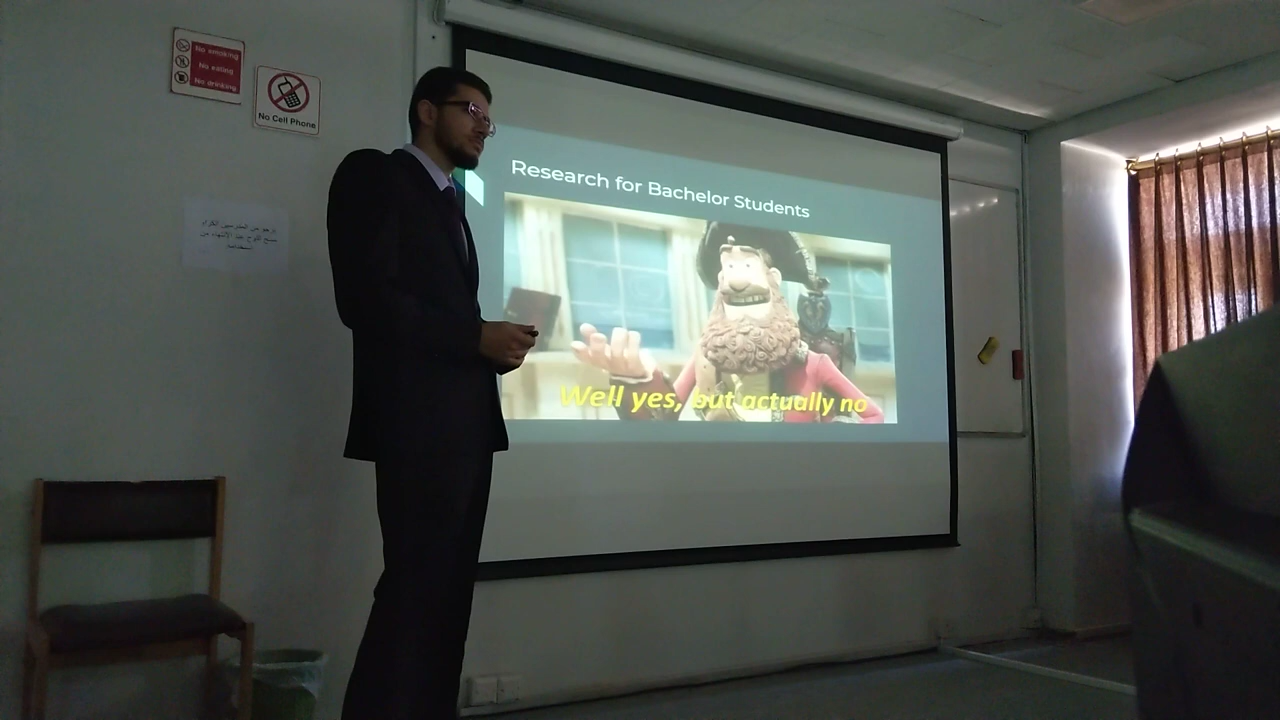 No smoking
No eating
No drinking
No Cell Phone
Research for Bachelor Students
Well yes, but actually no